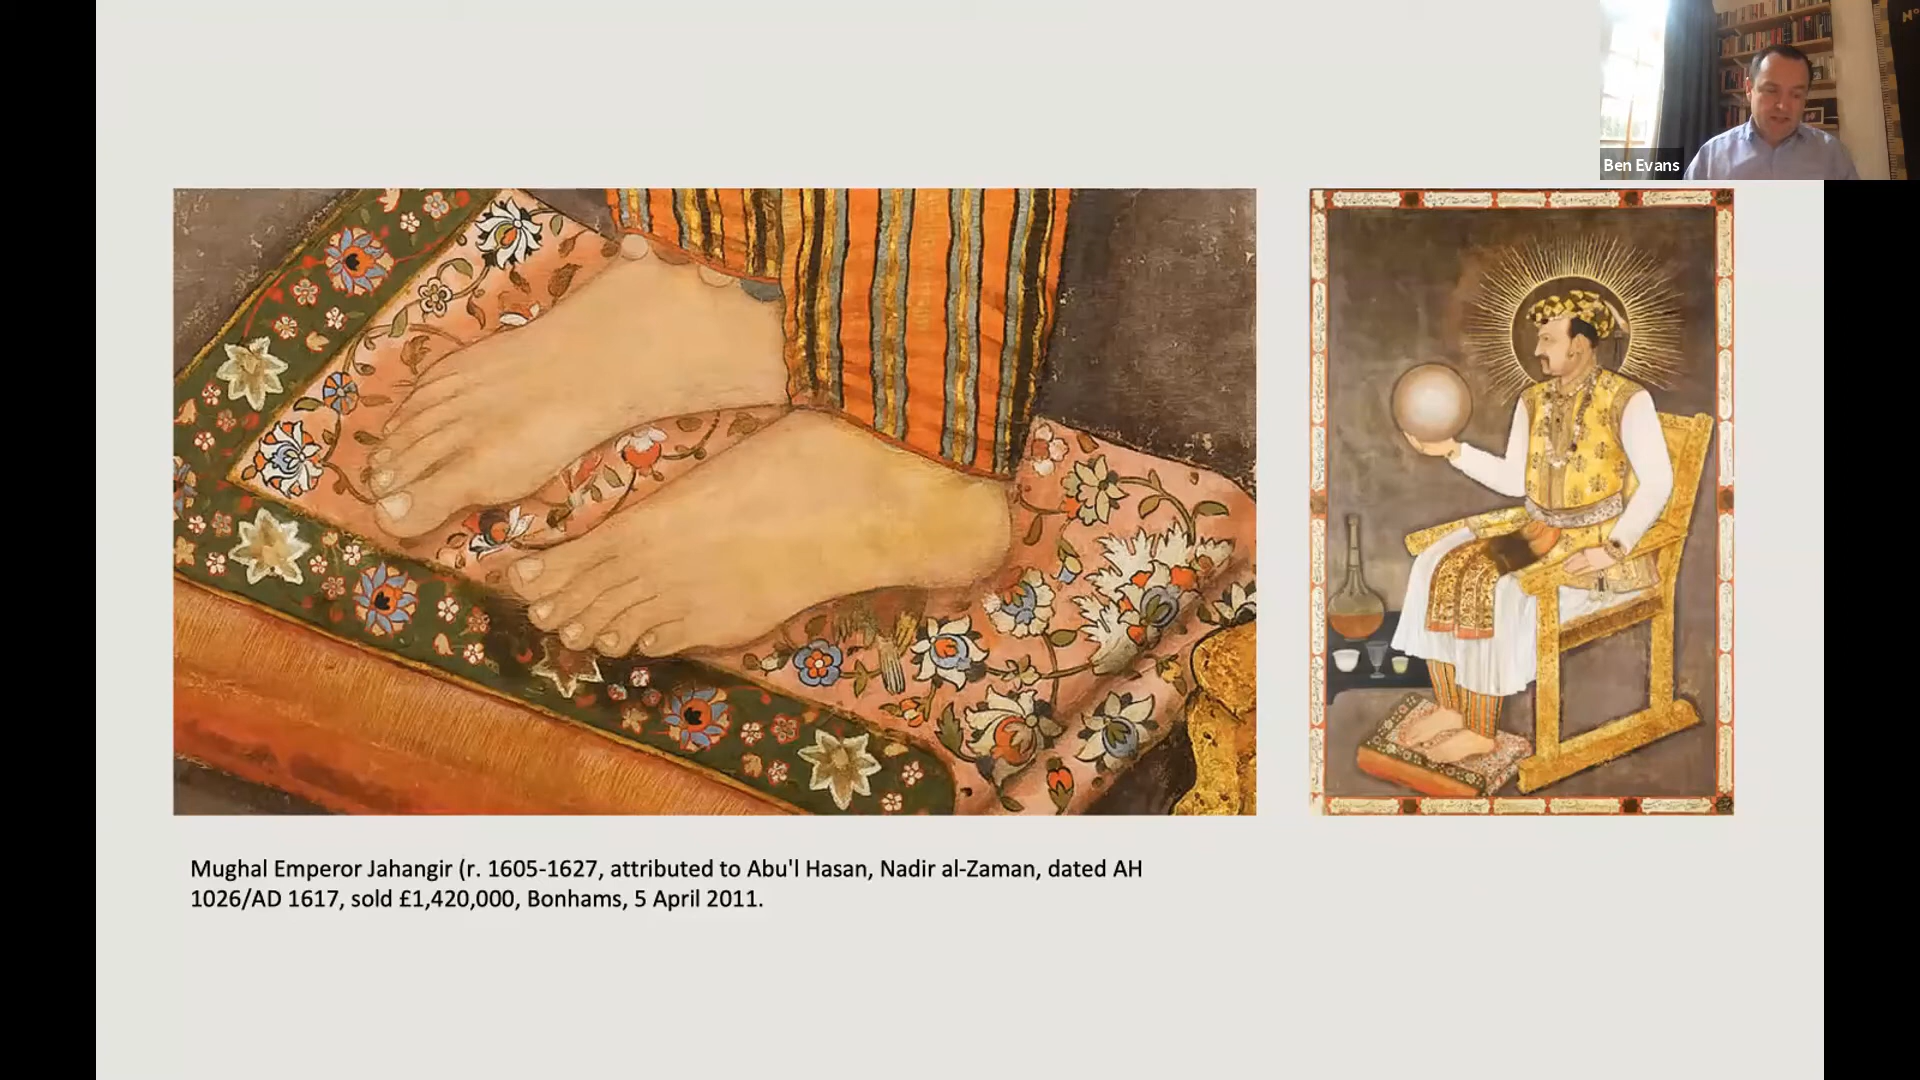 Ben Evans
Mughal Emperor Jahangir (r. 1605-1627, attributed to Abu'l Hasan, Nadir al-Zaman, dated AH
1026/AD 1617, sold £1,420,000, Bonhams, 5 April 2011.